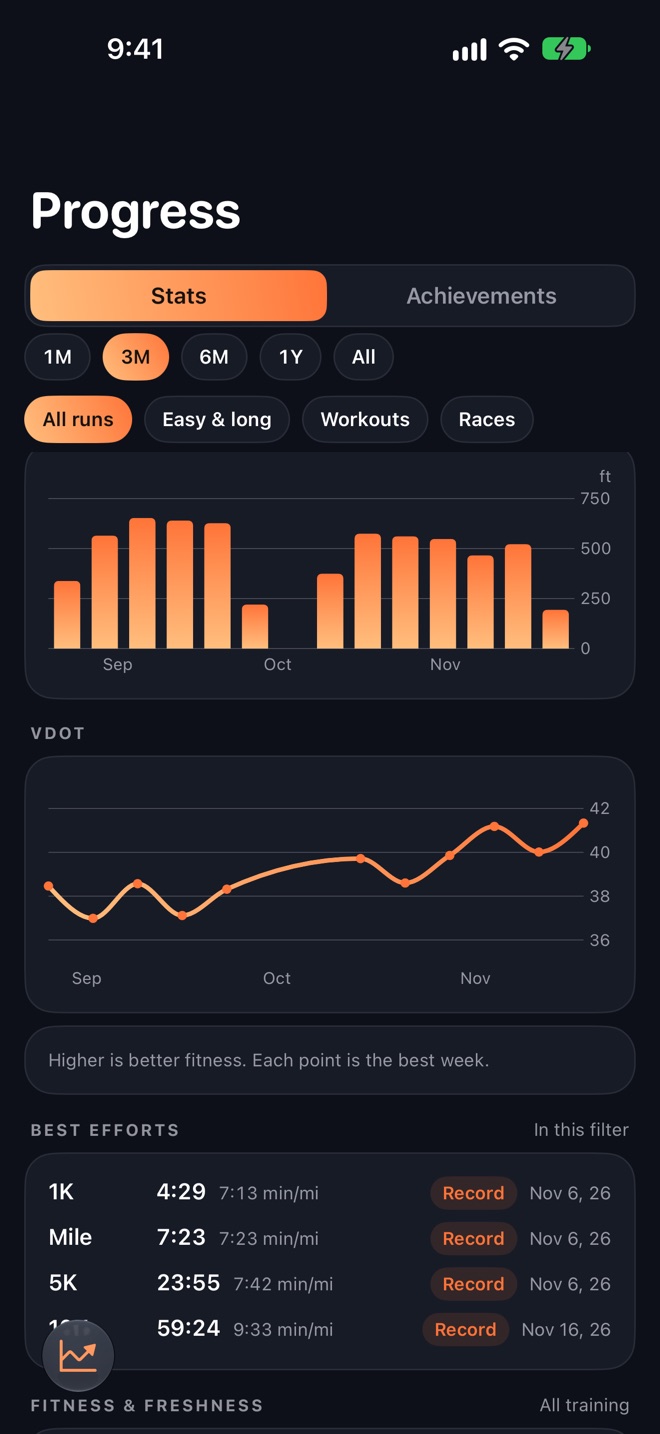 9:41
Progress
Stats Achievements
1M 3M 6M 1Y All
All runs Easy & long Workouts Races
ft
750
500
250
0
Sep Oct Nov
VDOT
42
40
38
36
Sep Oct Nov
Higher is better fitness. Each point is the best week.
BEST EFFORTS In this filter
1K 4:29 7:13 min/mi Record Nov 6, 26
Mile 7:23 7:23 min/mi Record Nov 6, 26
5K 23:55 7:42 min/mi Record Nov 6, 26
59:24 9:33 min/mi Record Nov 16, 26
FITNESS & FRESHNESS All training